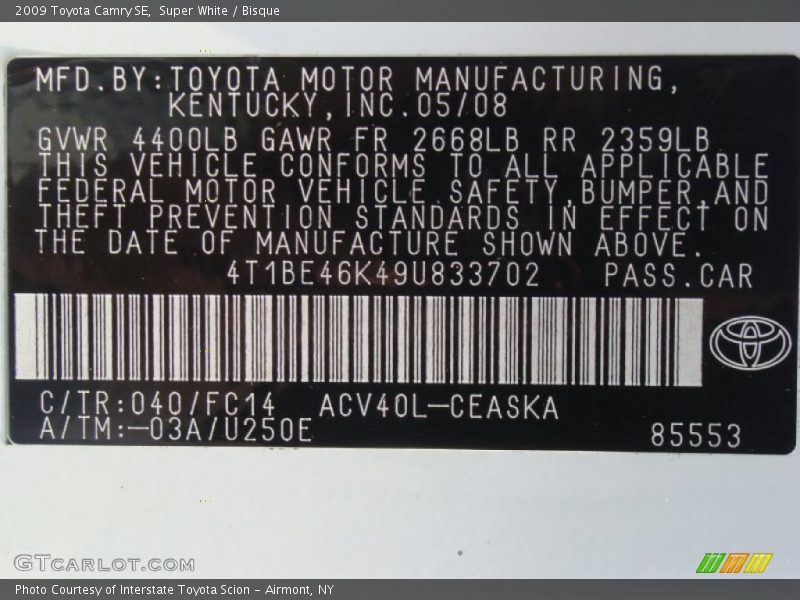 2009 Toyota Camry SE, Super White / Bisque
MFD.BY:TOYOTA MOTOR MANUFACTURING,
KENTUCKY,INC.05/08
GVWR 4400LB GAWR FR 2668LB RR 2359LB
THIS VEHICLE CONFORMS TO ALL APPLICABLE
FEDERAL MOTOR VEHICLE SAFETY,BUMPER,AND
THEFT PREVENTION STANDARDS IN EFFECT ON
THE DATE OF MANUFACTURE SHOWN ABOVE.
4T1BE46K49U833702 PASS.CAR
C/TR:040/FC14 ACV40L-CEASKA
A/TM:-03A/U250E
85553
GTCARLOT.COM
Photo Courtesy of Interstate Toyota Scion - Airmont, NY